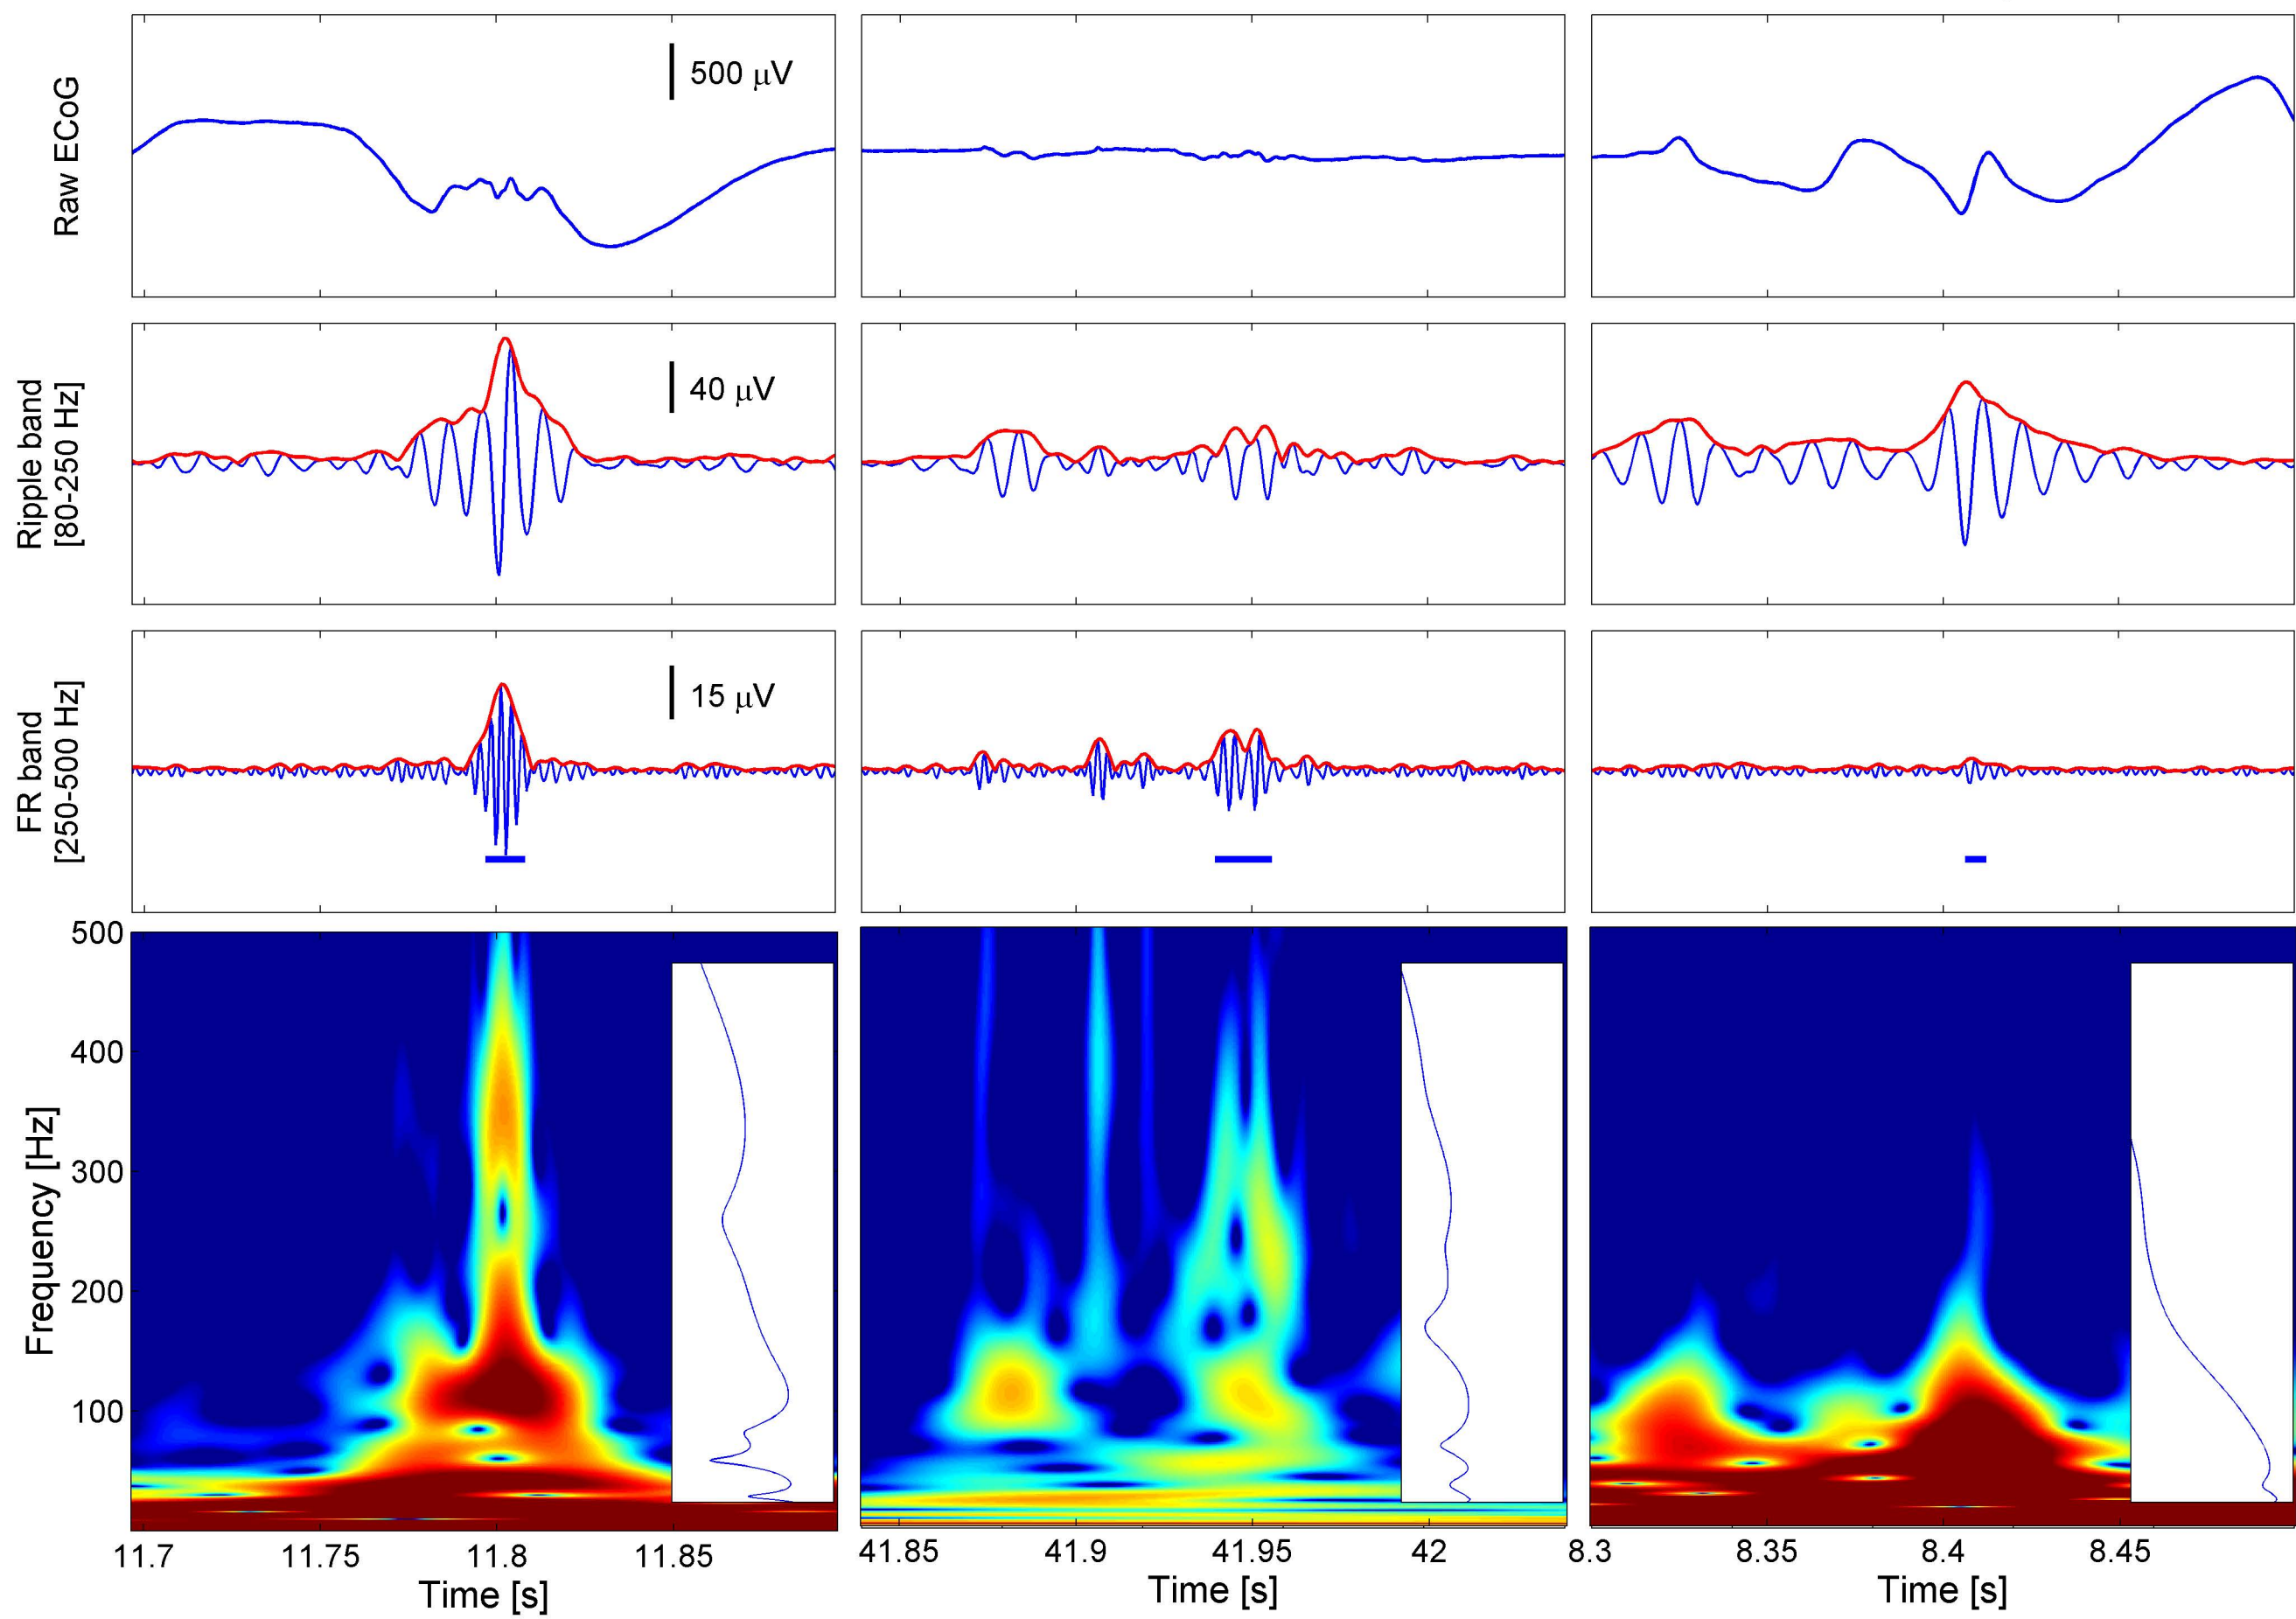 Raw ECoG
500 μV
Ripple band
[80-250 Hz]
40 μV
FR band
[250-500 Hz]
15 μV
Frequency [Hz]
500
400
300
200
100
11.7 11.75 11.8 11.85
41.85 41.9 41.95 42
8.3 8.35 8.4 8.45
Time [s] Time [s] Time [s]